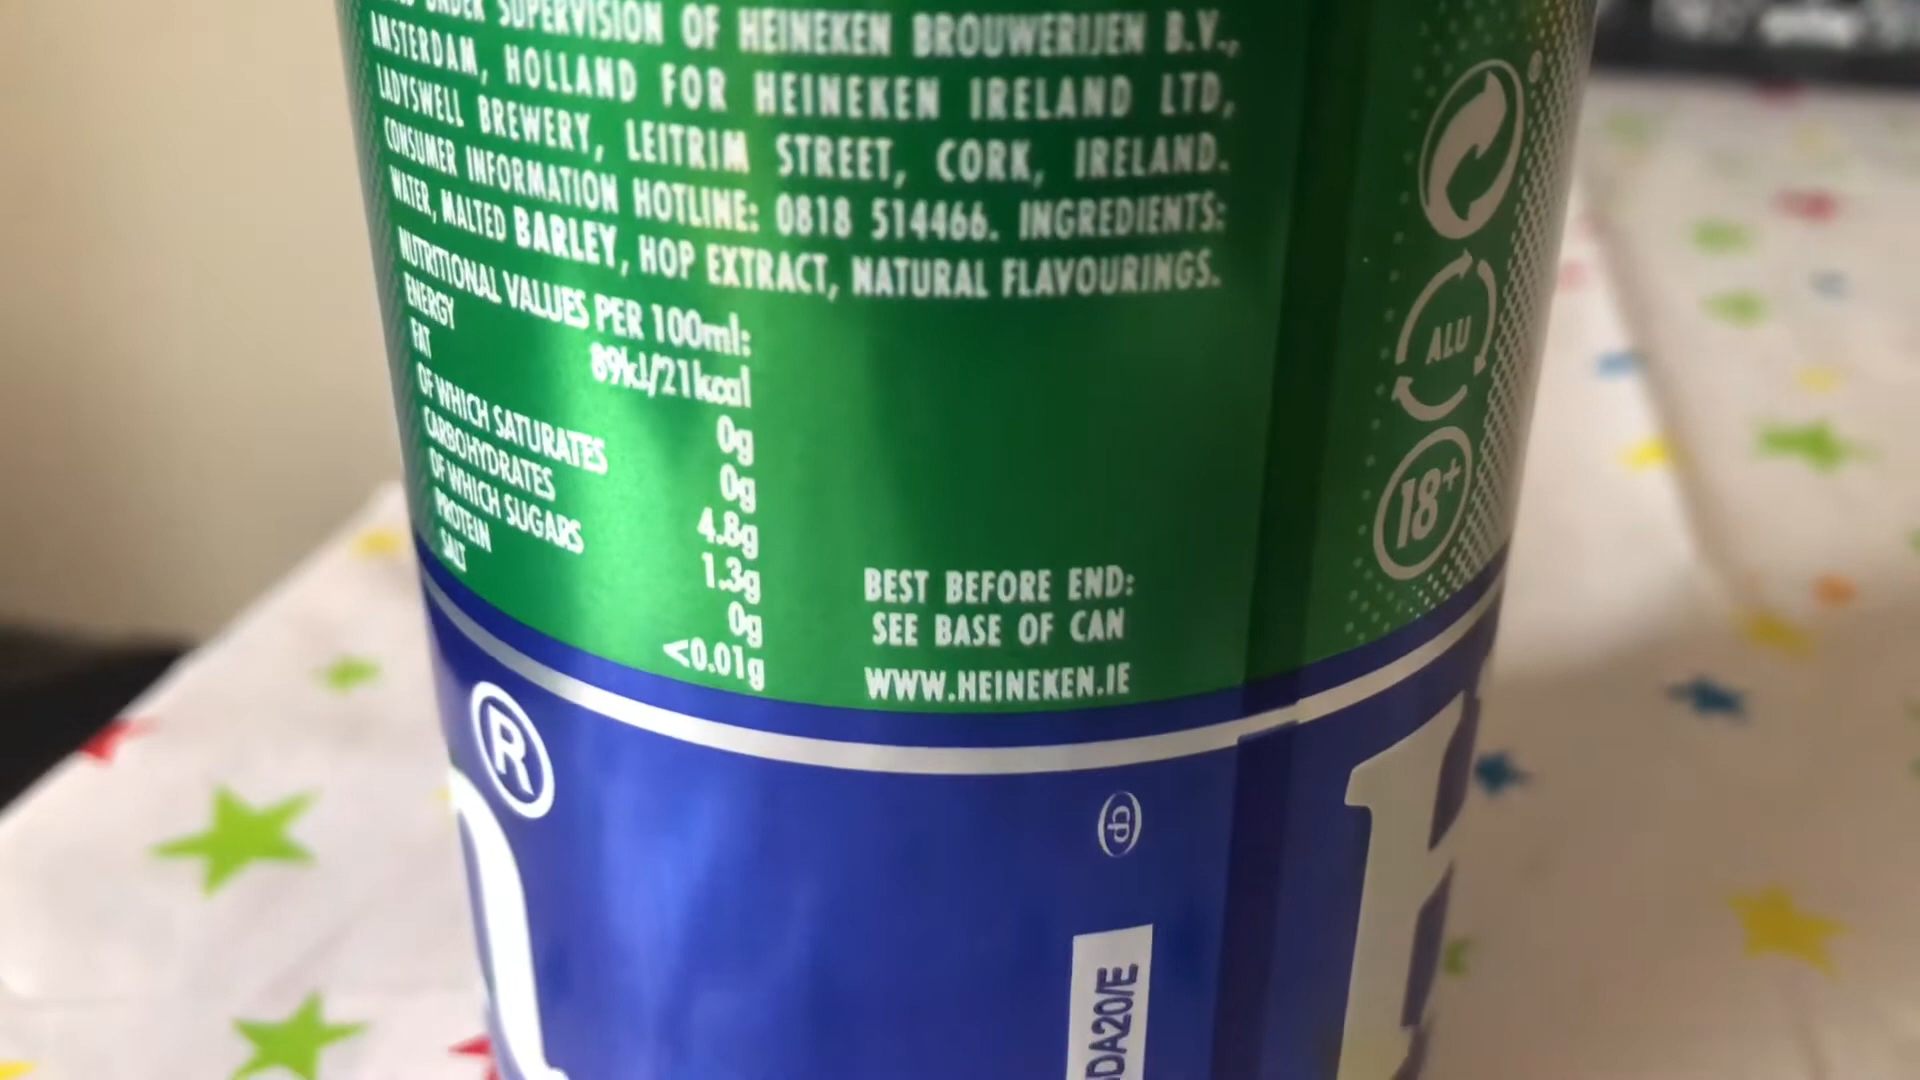 UNDER SUPERVISION OF HEINEKEN BROUWERIJEN B.V.,
AMSTERDAM, HOLLAND FOR HEINEKEN IRELAND LTD,
LADYSWELL BREWERY, LEITRIM STREET, CORK, IRELAND.
CONSUMER INFORMATION HOTLINE: 0818 514466. INGREDIENTS:
WATER, MALTED BARLEY, HOP EXTRACT, NATURAL FLAVOURINGS.
NUTRITIONAL VALUES PER 100ml:
ENERGY 89kJ/21kcal
FAT 0g
OF WHICH SATURATES 0g
CARBOHYDRATES 4.8g
OF WHICH SUGARS 1.3g
PROTEIN 0g
SALT <0.01g
BEST BEFORE END:
SEE BASE OF CAN
WWW.HEINEKEN.IE
ALU
18+
®
DA20/E